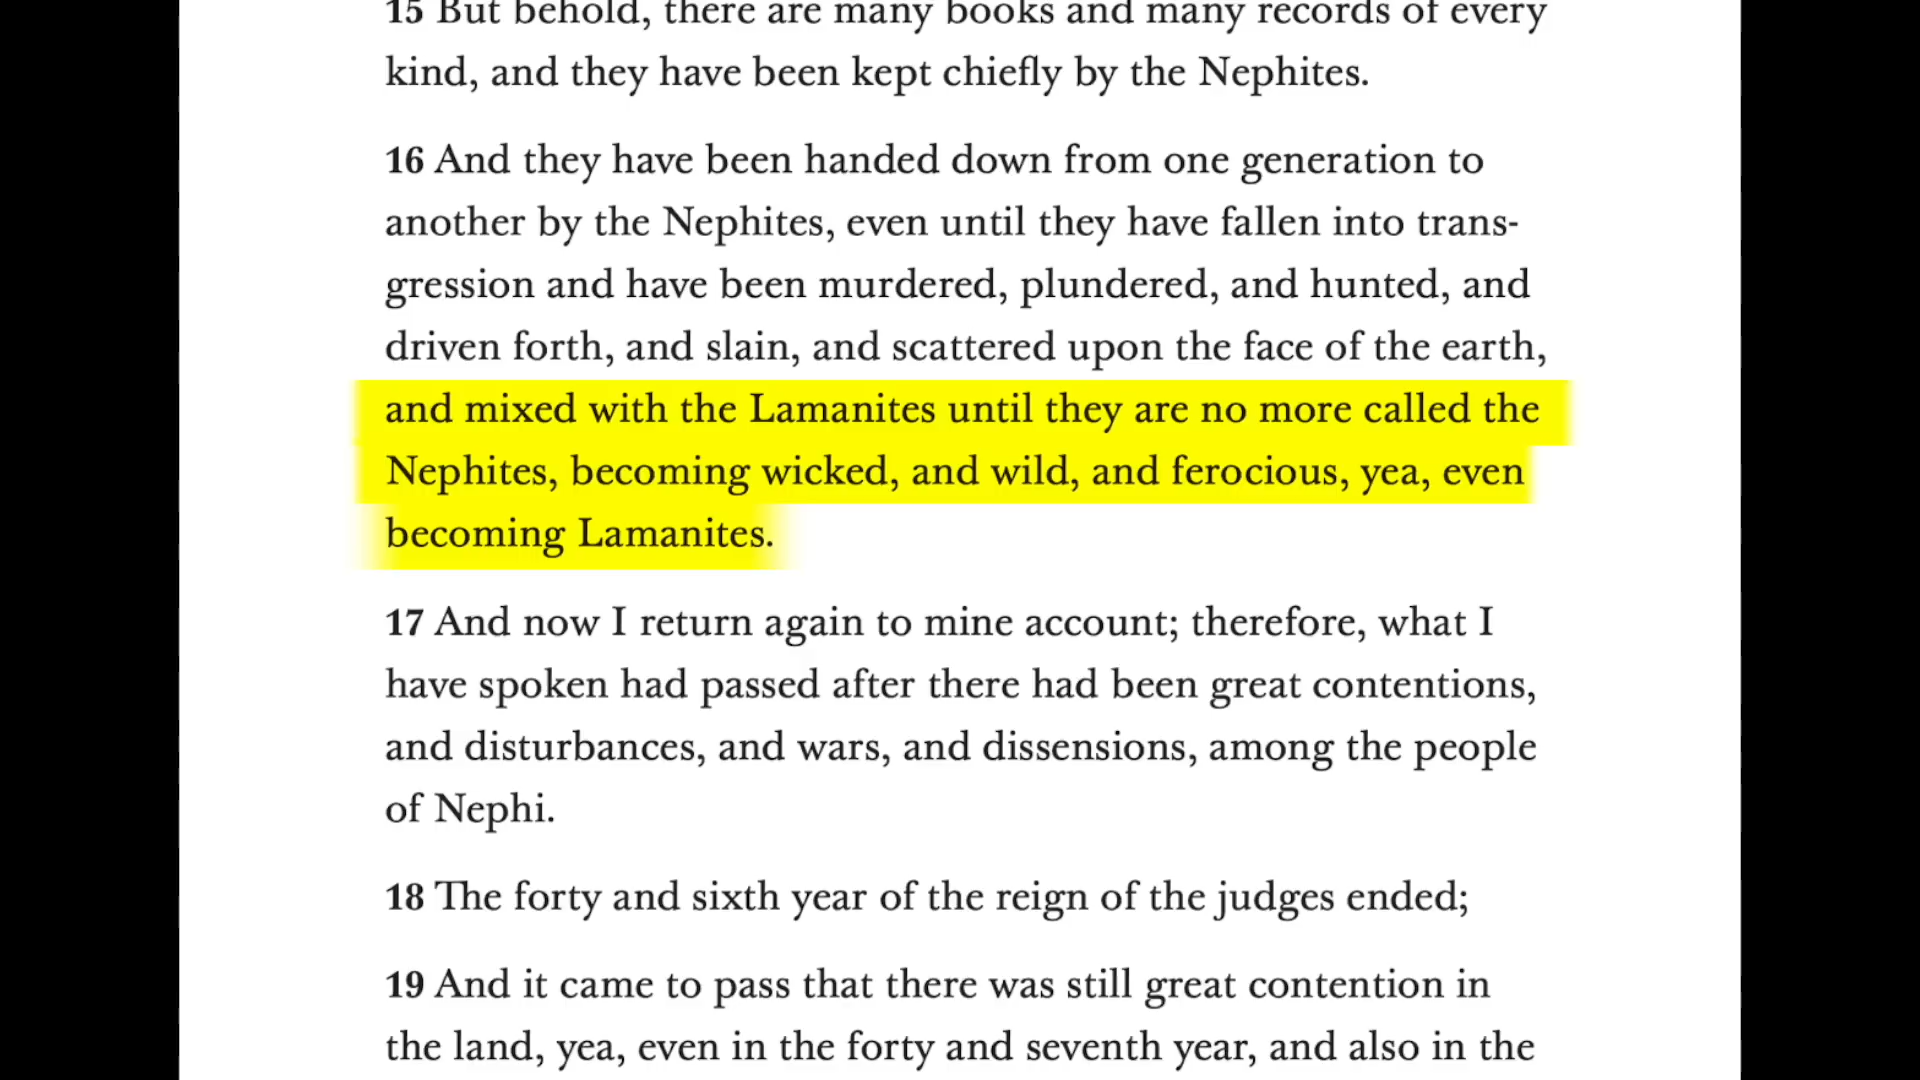 15 But behold, there are many books and many records of every
kind, and they have been kept chiefly by the Nephites.
16 And they have been handed down from one generation to
another by the Nephites, even until they have fallen into trans-
gression and have been murdered, plundered, and hunted, and
driven forth, and slain, and scattered upon the face of the earth,
and mixed with the Lamanites until they are no more called the
Nephites, becoming wicked, and wild, and ferocious, yea, even
becoming Lamanites.
17 And now I return again to mine account; therefore, what I
have spoken had passed after there had been great contentions,
and disturbances, and wars, and dissensions, among the people
of Nephi.
18 The forty and sixth year of the reign of the judges ended;
19 And it came to pass that there was still great contention in
the land, yea, even in the forty and seventh year, and also in the